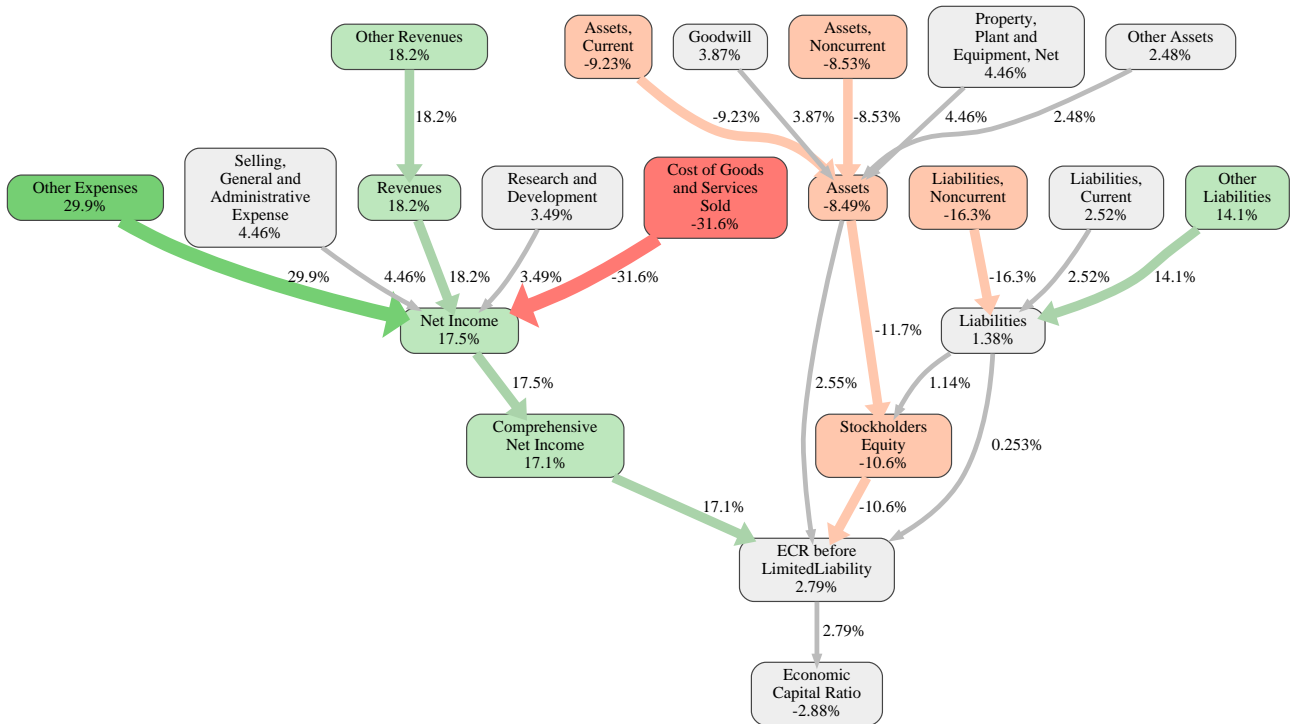 Other Revenues
18.2%
Assets,
Current
-9.23%
Goodwill
3.87%
Assets,
Noncurrent
-8.53%
Property,
Plant and
Equipment, Net
4.46%
Other Assets
2.48%
18.2%
-9.23%
3.87%
-8.53%
4.46%
2.48%
Other Expenses
29.9%
Selling,
General and
Administrative
Expense
4.46%
Revenues
18.2%
Research and
Development
3.49%
Cost of Goods
and Services
Sold
-31.6%
Assets
-8.49%
Liabilities,
Noncurrent
-16.3%
Liabilities,
Current
2.52%
Other
Liabilities
14.1%
29.9%
4.46%
18.2%
3.49%
-31.6%
-16.3%
2.52%
14.1%
Net Income
17.5%
-11.7%
Liabilities
1.38%
17.5%
2.55%
1.14%
0.253%
Comprehensive
Net Income
17.1%
Stockholders
Equity
-10.6%
17.1%
-10.6%
ECR before
LimitedLiability
2.79%
2.79%
Economic
Capital Ratio
-2.88%